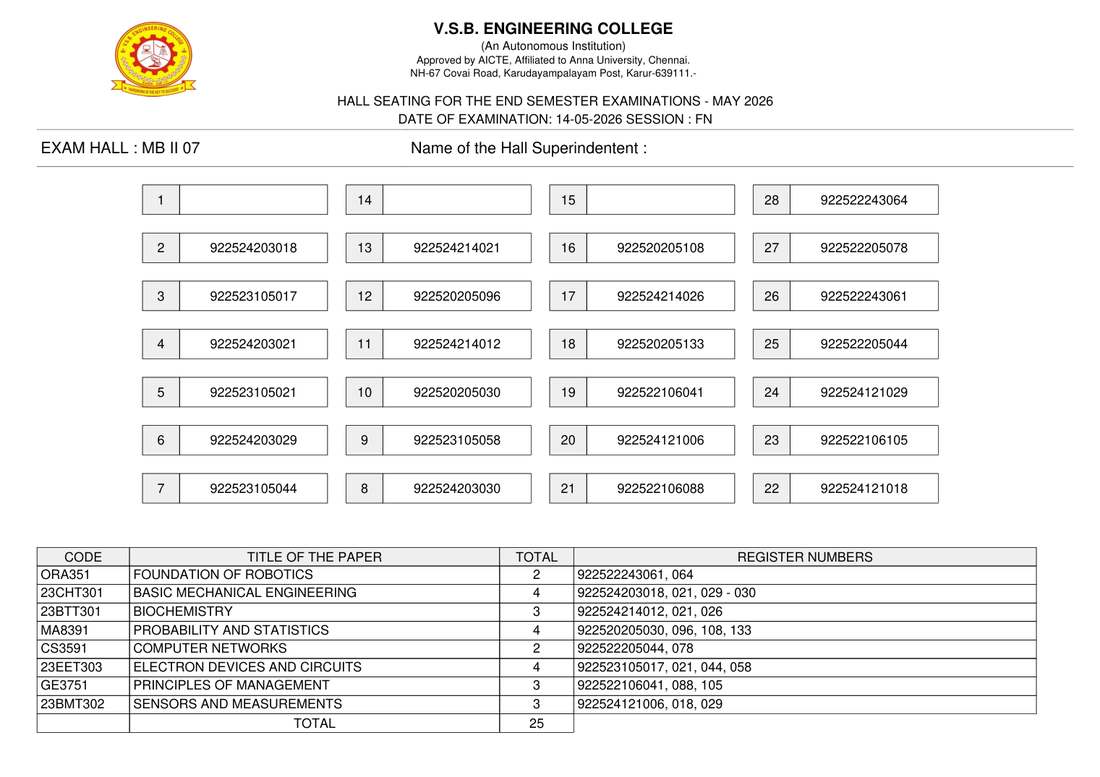 V.S.B. ENGINEERING COLLEGE
(An Autonomous Institution)
Approved by AICTE, Affiliated to Anna University, Chennai.
NH-67 Covai Road, Karudayampalayam Post, Karur-639111.-
HALL SEATING FOR THE END SEMESTER EXAMINATIONS - MAY 2026
DATE OF EXAMINATION: 14-05-2026 SESSION : FN
EXAM HALL : MB II 07 Name of the Hall Superindentent :
1 14 15 28 922522243064
2 922524203018 13 922524214021 16 922520205108 27 922522205078
3 922523105017 12 922520205096 17 922524214026 26 922522243061
4 922524203021 11 922524214012 18 922520205133 25 922522205044
5 922523105021 10 922520205030 19 922522106041 24 922524121029
6 922524203029 9 922523105058 20 922524121006 23 922522106105
7 922523105044 8 922524203030 21 922522106088 22 922524121018
CODE TITLE OF THE PAPER TOTAL REGISTER NUMBERS
ORA351 FOUNDATION OF ROBOTICS 2 922522243061, 064
23CHT301 BASIC MECHANICAL ENGINEERING 4 922524203018, 021, 029 - 030
23BTT301 BIOCHEMISTRY 3 922524214012, 021, 026
MA8391 PROBABILITY AND STATISTICS 4 922520205030, 096, 108, 133
CS3591 COMPUTER NETWORKS 2 922522205044, 078
23EET303 ELECTRON DEVICES AND CIRCUITS 4 922523105017, 021, 044, 058
GE3751 PRINCIPLES OF MANAGEMENT 3 922522106041, 088, 105
23BMT302 SENSORS AND MEASUREMENTS 3 922524121006, 018, 029
TOTAL 25